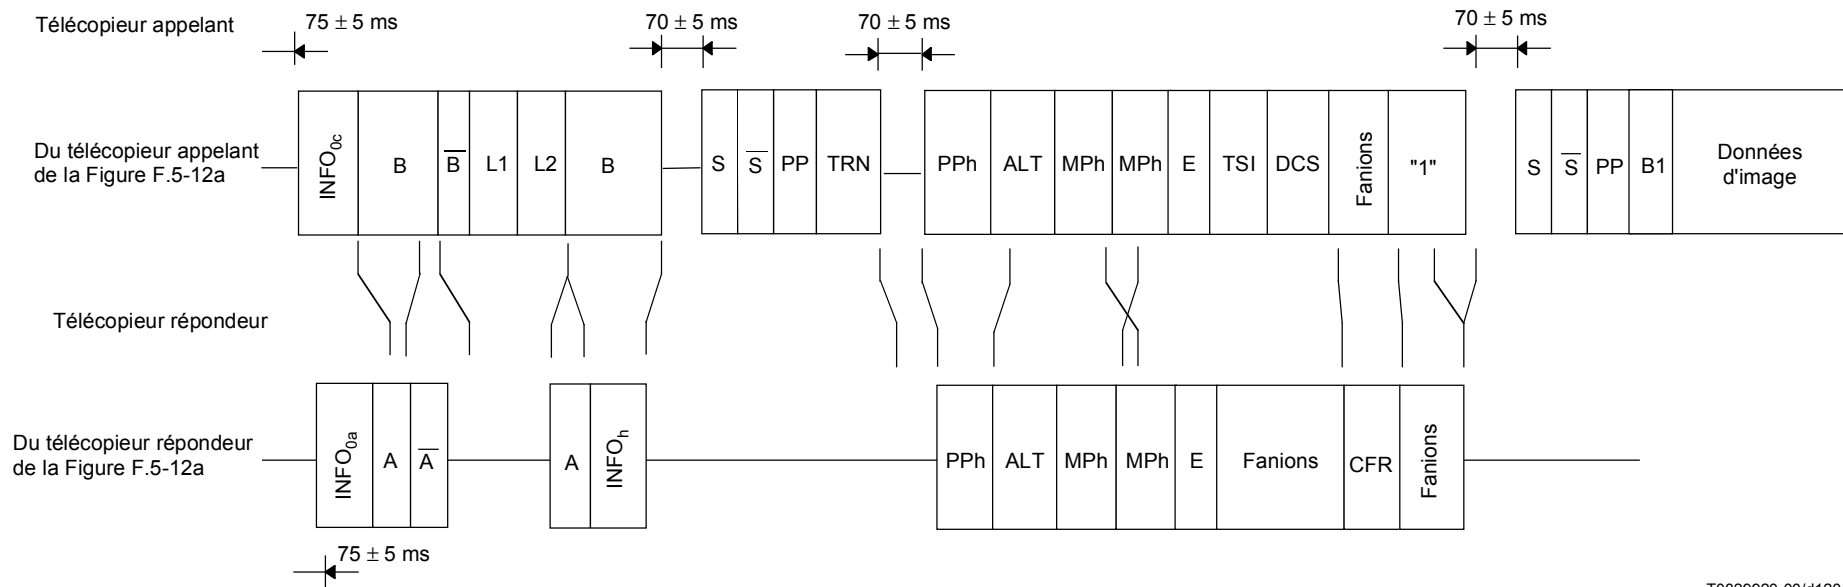 Télécopieur appelant
75 ± 5 ms
70 ± 5 ms
70 ± 5 ms
70 ± 5 ms
Du télécopieur appelant
de la Figure F.5-12a
INFO0c
B
B̅
L1
L2
B
S
S̅
PP
TRN
PPh
ALT
MPh
MPh
E
TSI
DCS
Fanions
"1"
S
S̅
PP
B1
Données
d'image
Télécopieur répondeur
Du télécopieur répondeur
de la Figure F.5-12a
INFO0a
A
A̅
A
INFOh
PPh
ALT
MPh
MPh
E
Fanions
CFR
Fanions
75 ± 5 ms